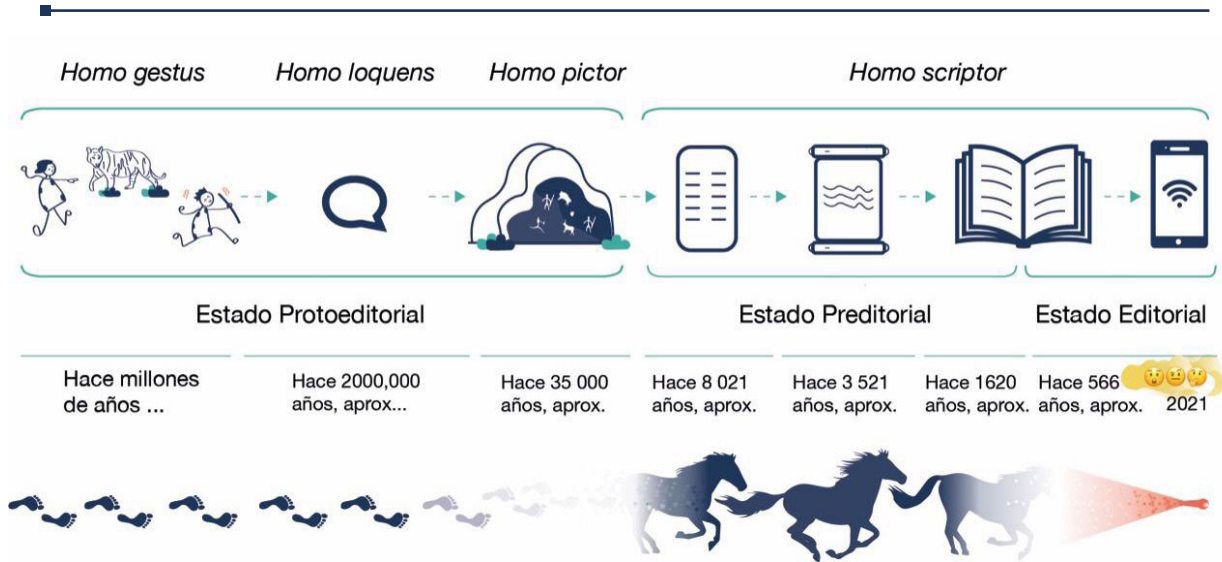 Homo gestus
Homo loquens
Homo pictor
Homo scriptor
Estado Protoeditorial
Estado Preditorial
Estado Editorial
Hace millones
de años ...
Hace 2000,000
años, aprox...
Hace 35 000
años, aprox.
Hace 8 021
años, aprox.
Hace 3 521
años, aprox.
Hace 1620
años, aprox.
Hace 566
años, aprox.
2021